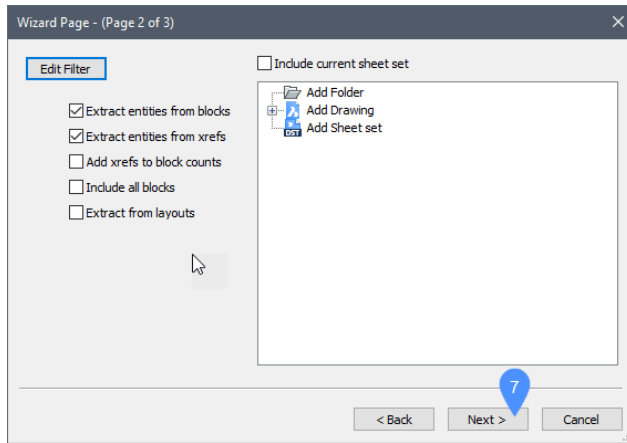 Wizard Page - (Page 2 of 3)
Edit Filter
Include current sheet set
Extract entities from blocks
Extract entities from xrefs
Add xrefs to block counts
Include all blocks
Extract from layouts
Add Folder
Add Drawing
DST
Add Sheet set
7
< Back
Next >
Cancel